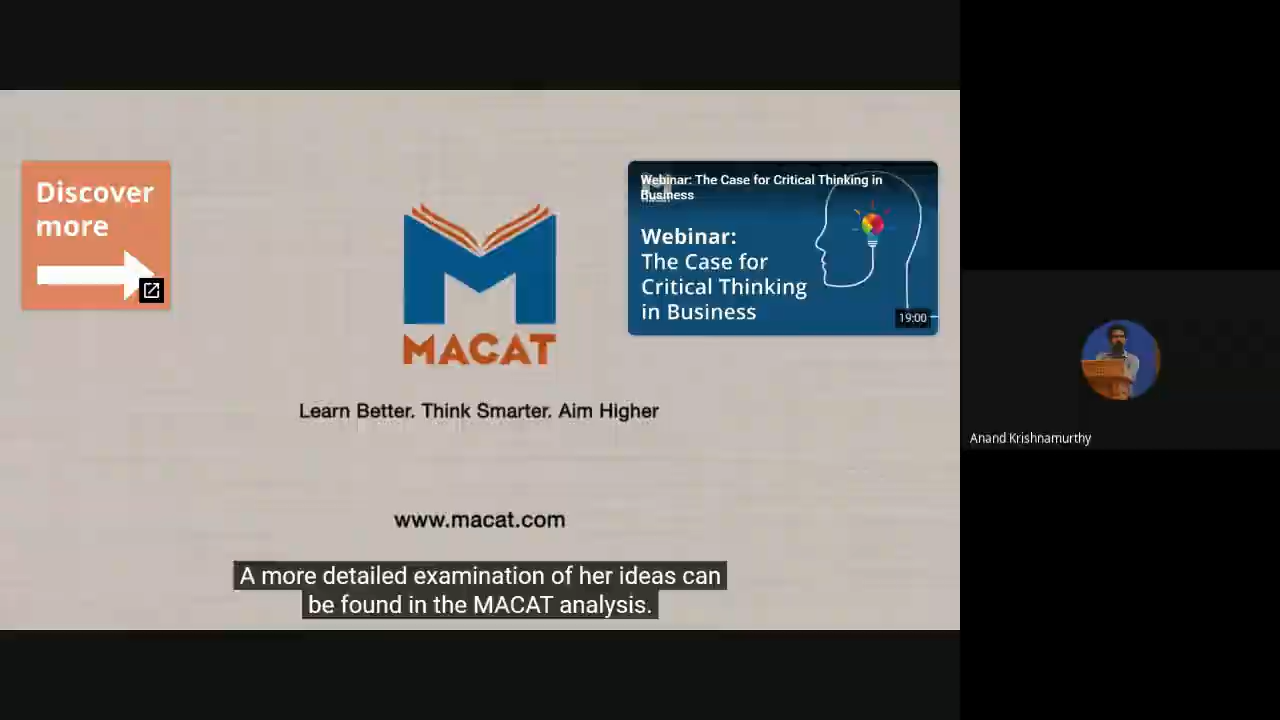 Discover
more
MACAT
Learn Better. Think Smarter. Aim Higher
www.macat.com
Webinar: The Case for Critical Thinking in
Business
Webinar:
The Case for
Critical Thinking
in Business
19:00
A more detailed examination of her ideas can
be found in the MACAT analysis.
Anand Krishnamurthy